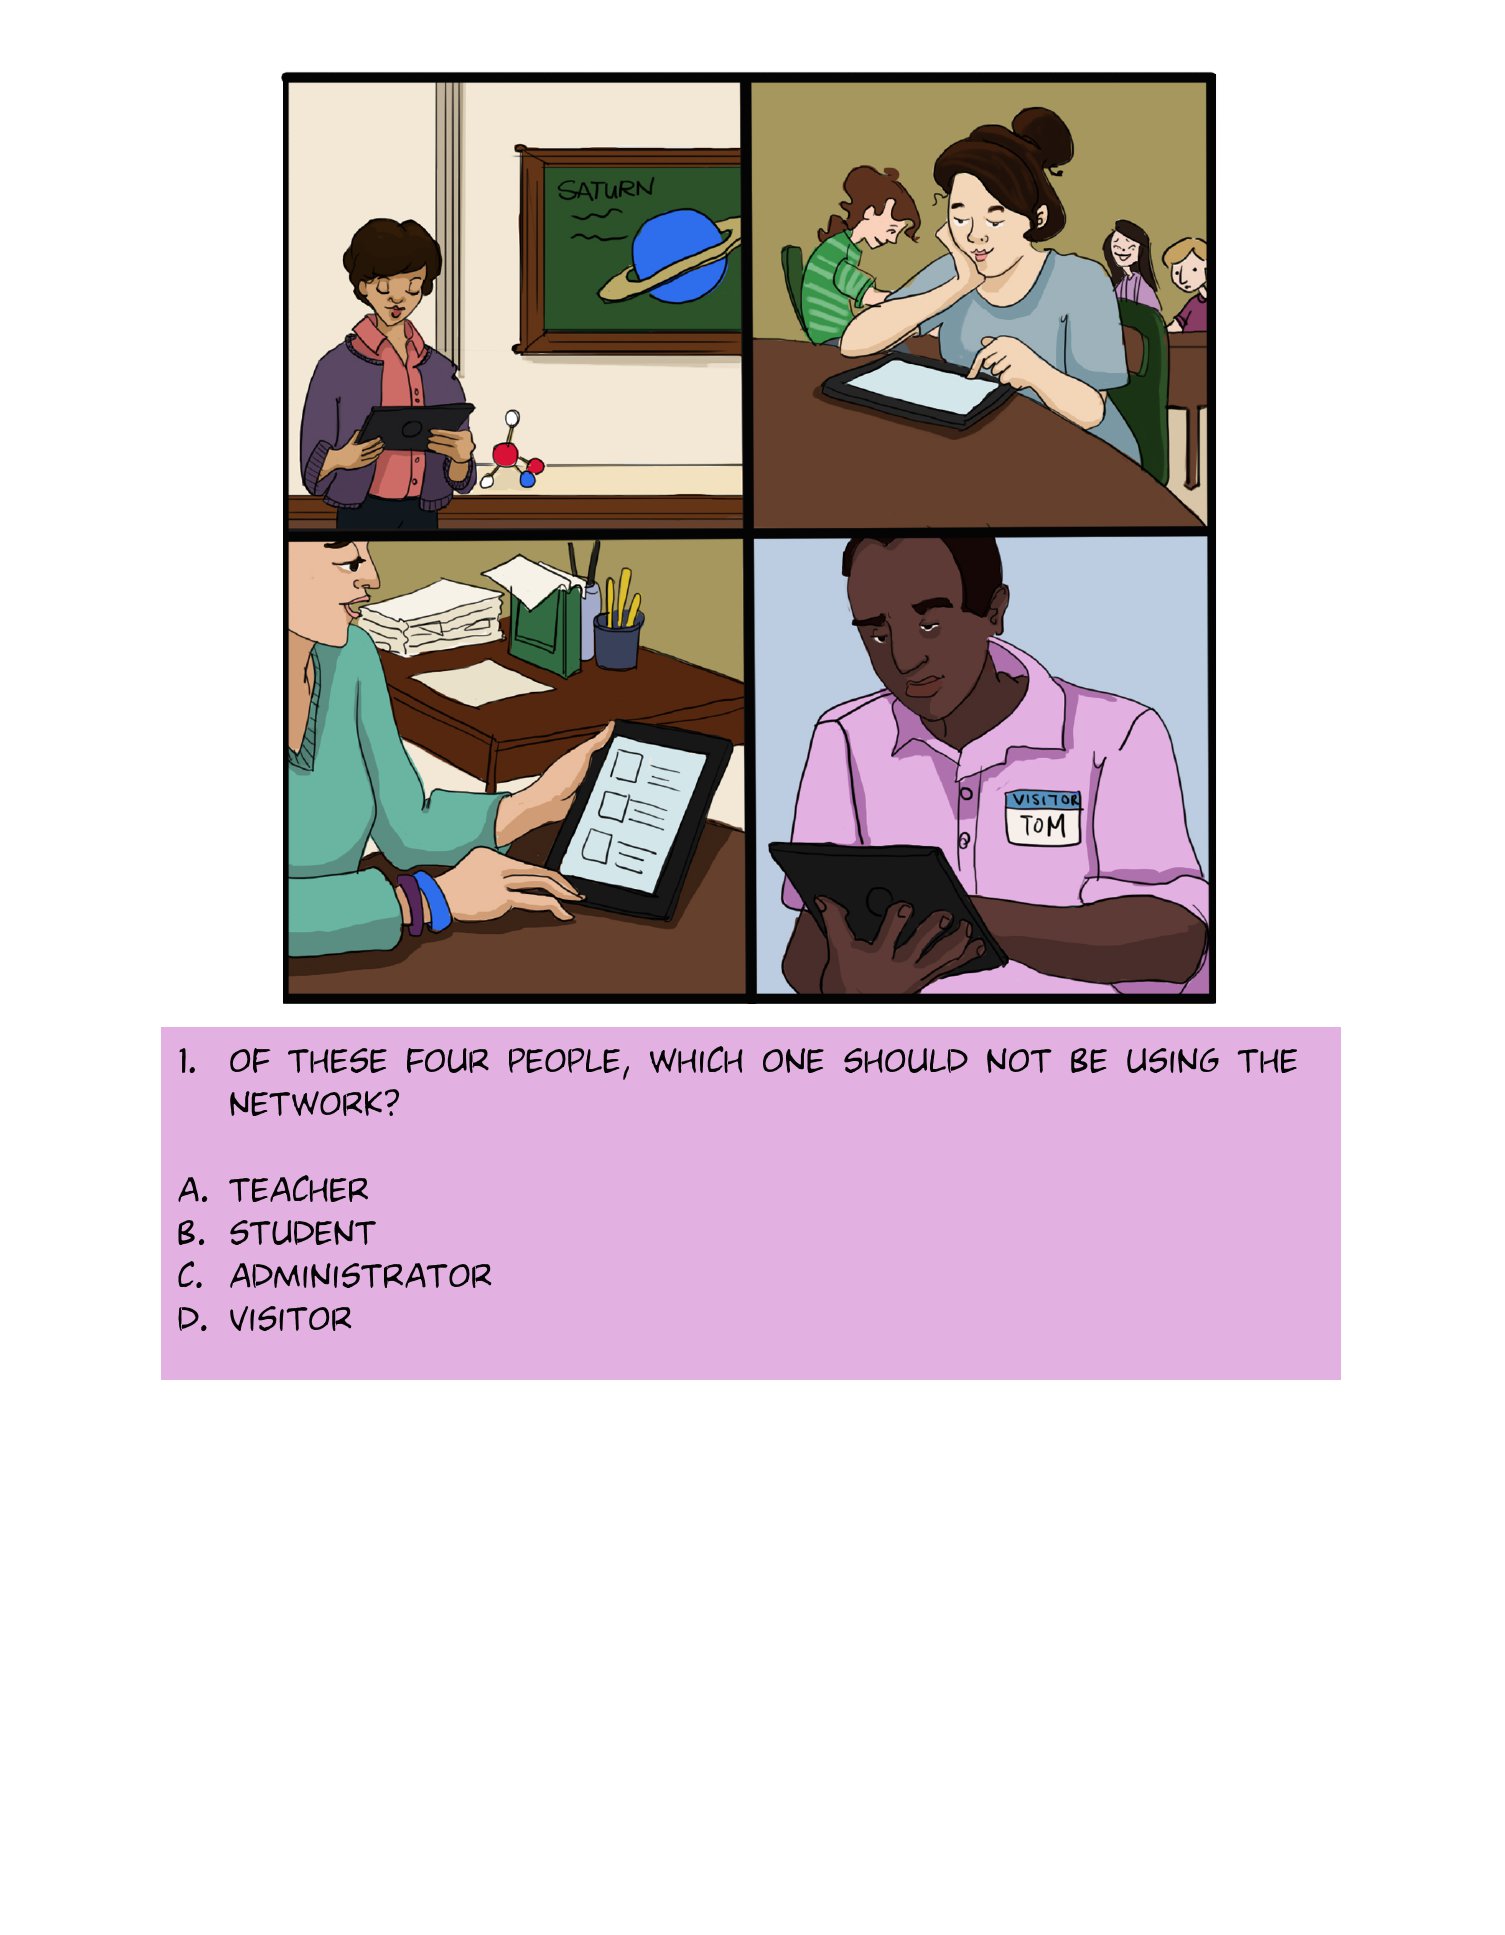 SATURN
VISITOR
TOM
1. OF THESE FOUR PEOPLE, WHICH ONE SHOULD NOT BE USING THE
NETWORK?
A. TEACHER
B. STUDENT
C. ADMINISTRATOR
D. VISITOR